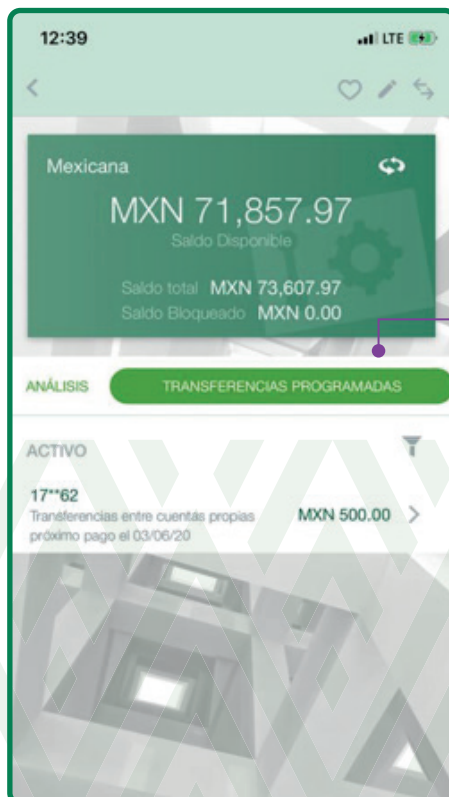 12:39 LTE
Mexicana
MXN 71,857.97
Saldo Disponible
Saldo total MXN 73,607.97
Saldo Bloqueado MXN 0.00
ANÁLISIS TRANSFERENCIAS PROGRAMADAS
ACTIVO
17**62
Transferencias entre cuentas propias MXN 500.00
próximo pago el 03/06/20